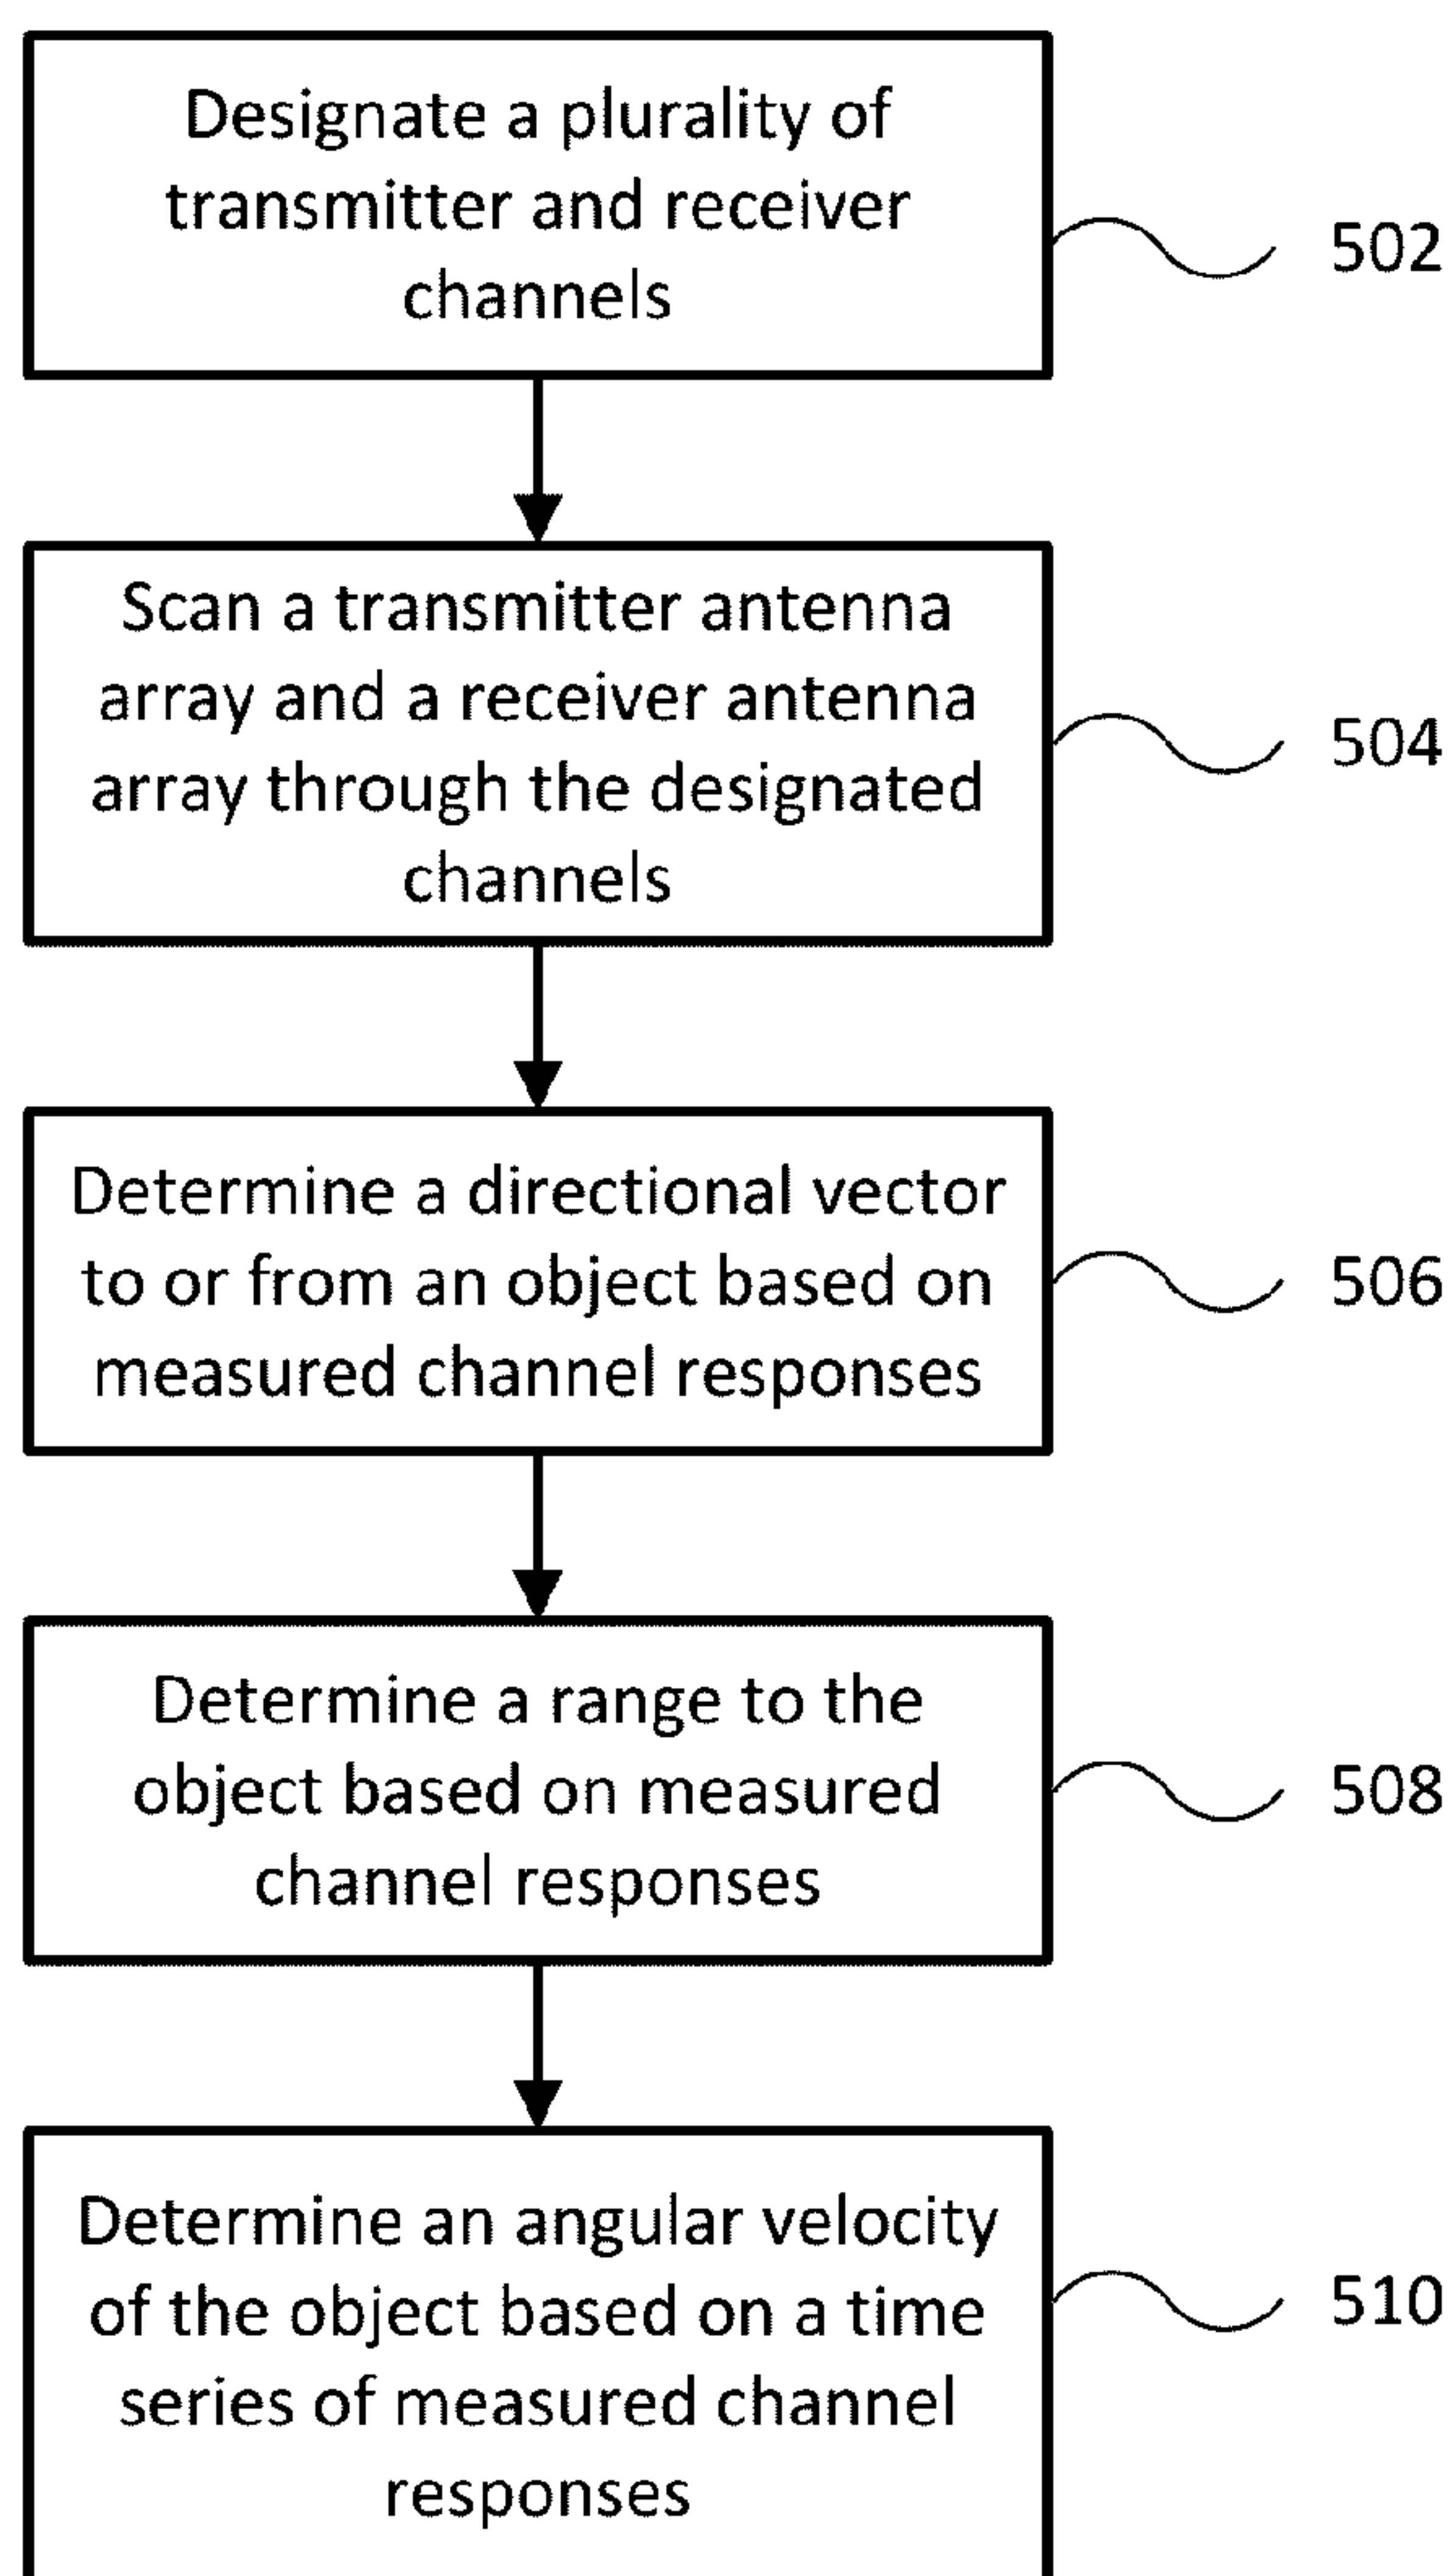 Designate a plurality of
transmitter and receiver
channels
502
Scan a transmitter antenna
array and a receiver antenna
array through the designated
channels
504
Determine a directional vector
to or from an object based on
measured channel responses
506
Determine a range to the
object based on measured
channel responses
508
Determine an angular velocity
of the object based on a time
series of measured channel
responses
510